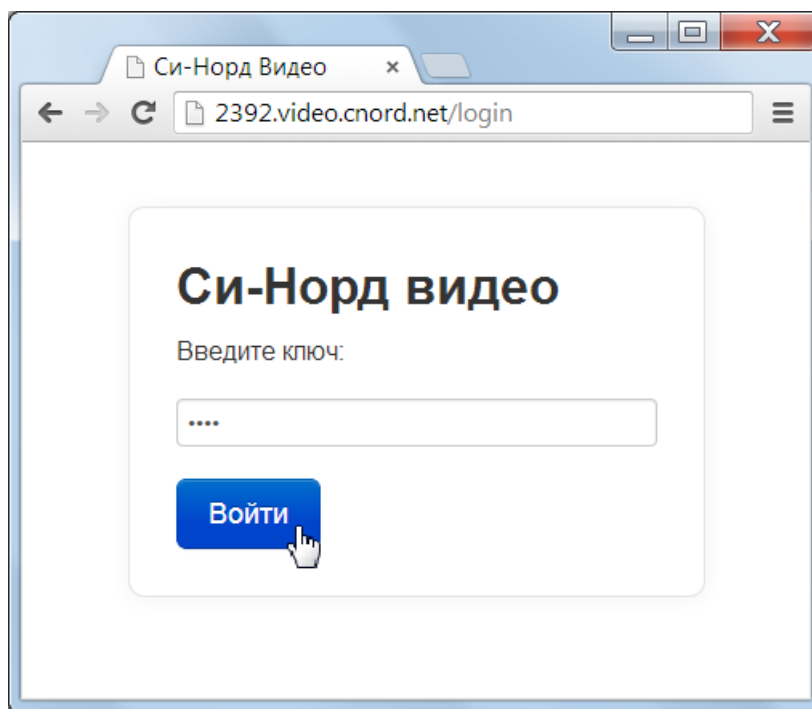 Си-Норд Видео
2392.video.cnord.net/login
Си-Норд видео
Введите ключ:
••••
Войти